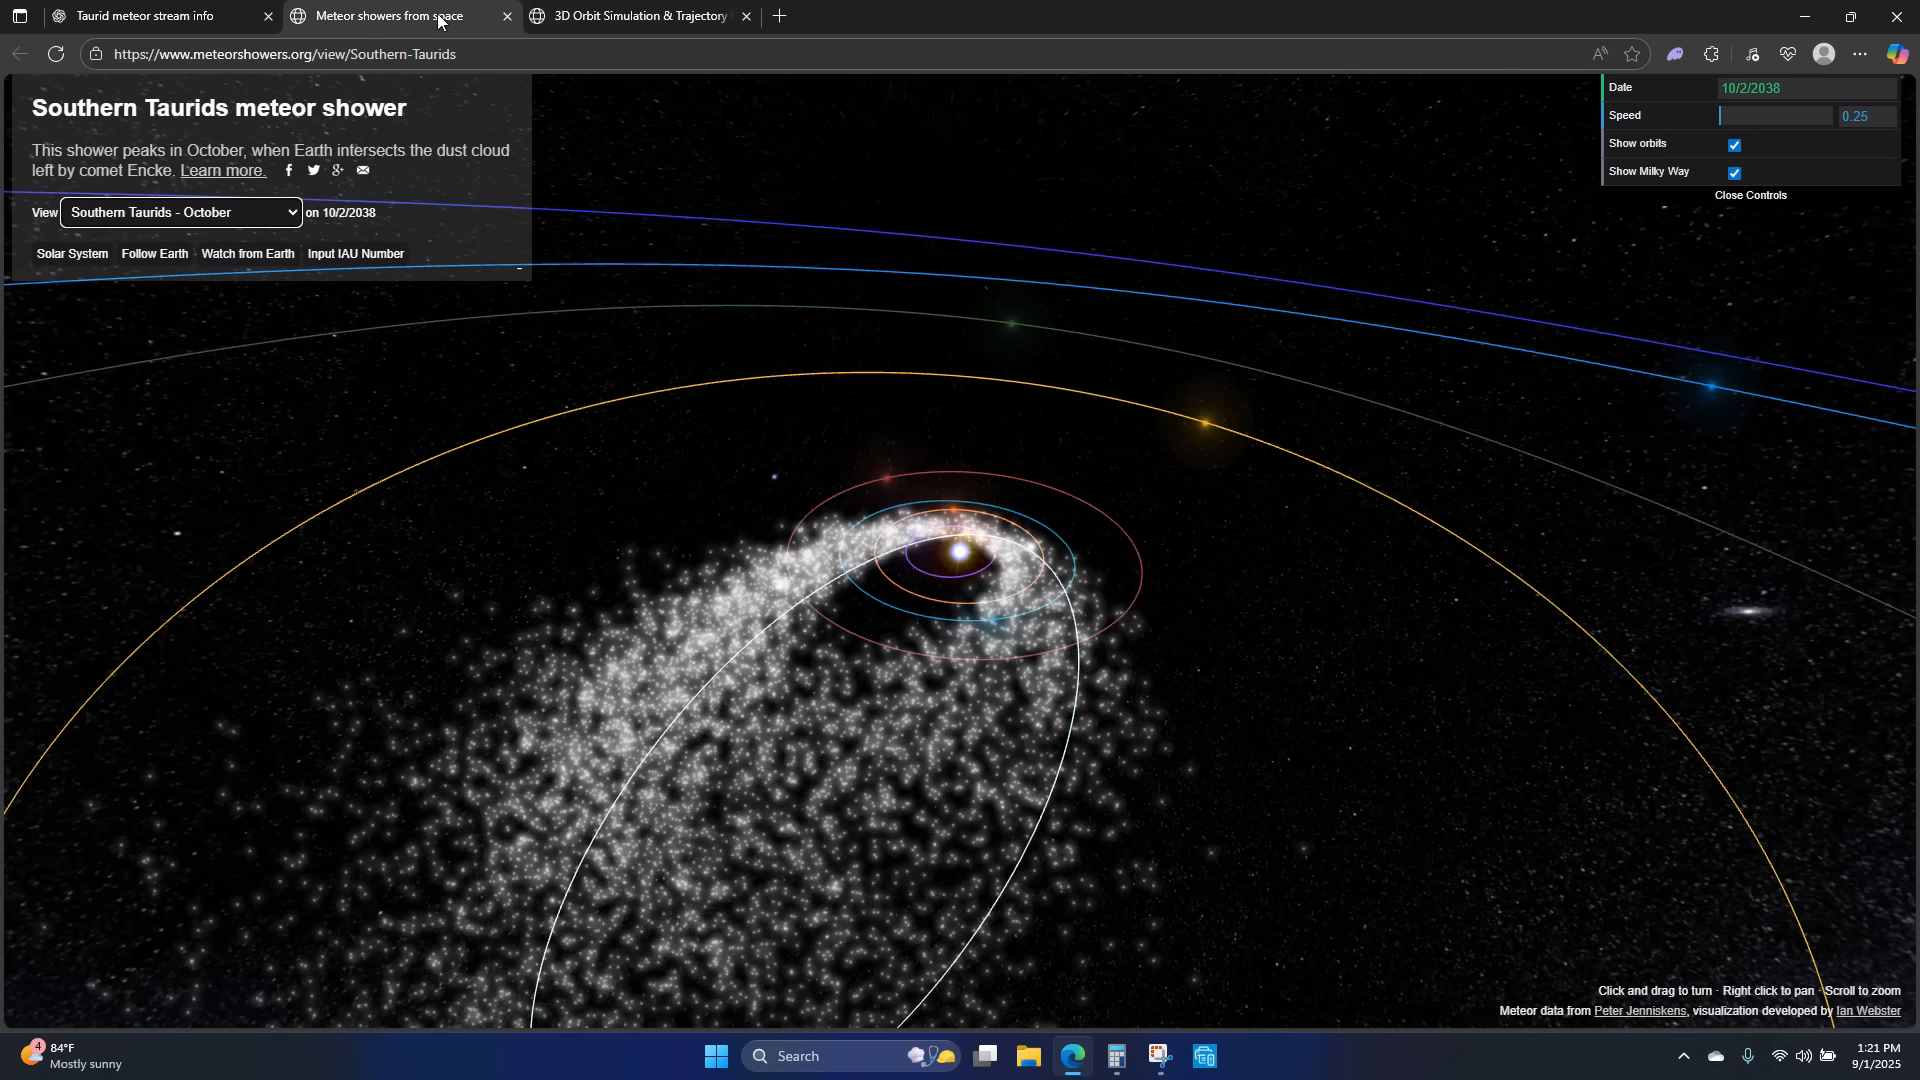 Taurid meteor stream info
Meteor showers from space
3D Orbit Simulation & Trajectory
https://www.meteorshowers.org/view/Southern-Taurids
Southern Taurids meteor shower
This shower peaks in October, when Earth intersects the dust cloud
left by comet Encke. Learn more.
View Southern Taurids - October on 10/2/2038
Solar System Follow Earth Watch from Earth Input IAU Number
-
Date 10/2/2038
Speed 0.25
Show orbits
Show Milky Way
Close Controls
Click and drag to turn · Right click to pan · Scroll to zoom
Meteor data from Peter Jenniskens, visualization developed by Ian Webster
4
84°F
Mostly sunny
Search
1:21 PM
9/1/2025